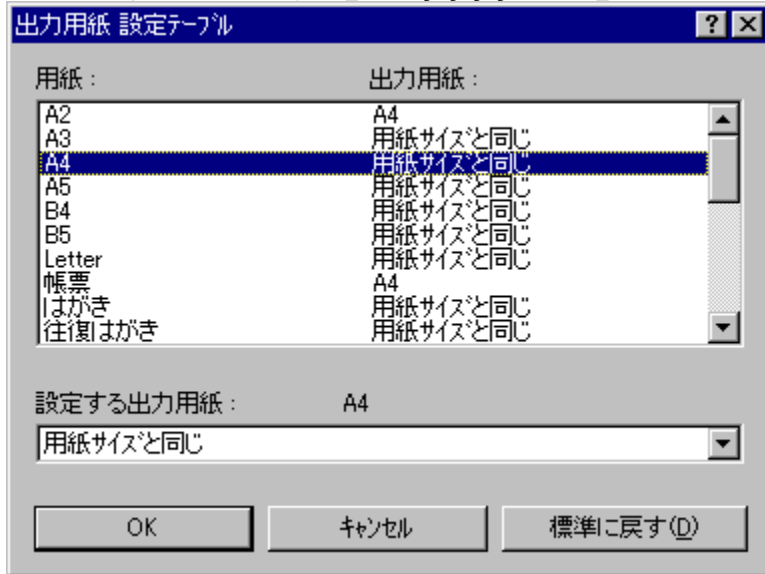 出力用紙 設定ﾃｰﾌﾞﾙ
用紙： 出力用紙：
A2 A4
A3 用紙ｻｲｽﾞと同じ
A4 用紙ｻｲｽﾞと同じ
A5 用紙ｻｲｽﾞと同じ
B4 用紙ｻｲｽﾞと同じ
B5 用紙ｻｲｽﾞと同じ
Letter 用紙ｻｲｽﾞと同じ
帳票 A4
はがき 用紙ｻｲｽﾞと同じ
往復はがき 用紙ｻｲｽﾞと同じ
設定する出力用紙： A4
用紙ｻｲｽﾞと同じ
OK ｷｬﾝｾﾙ 標準に戻す(D)